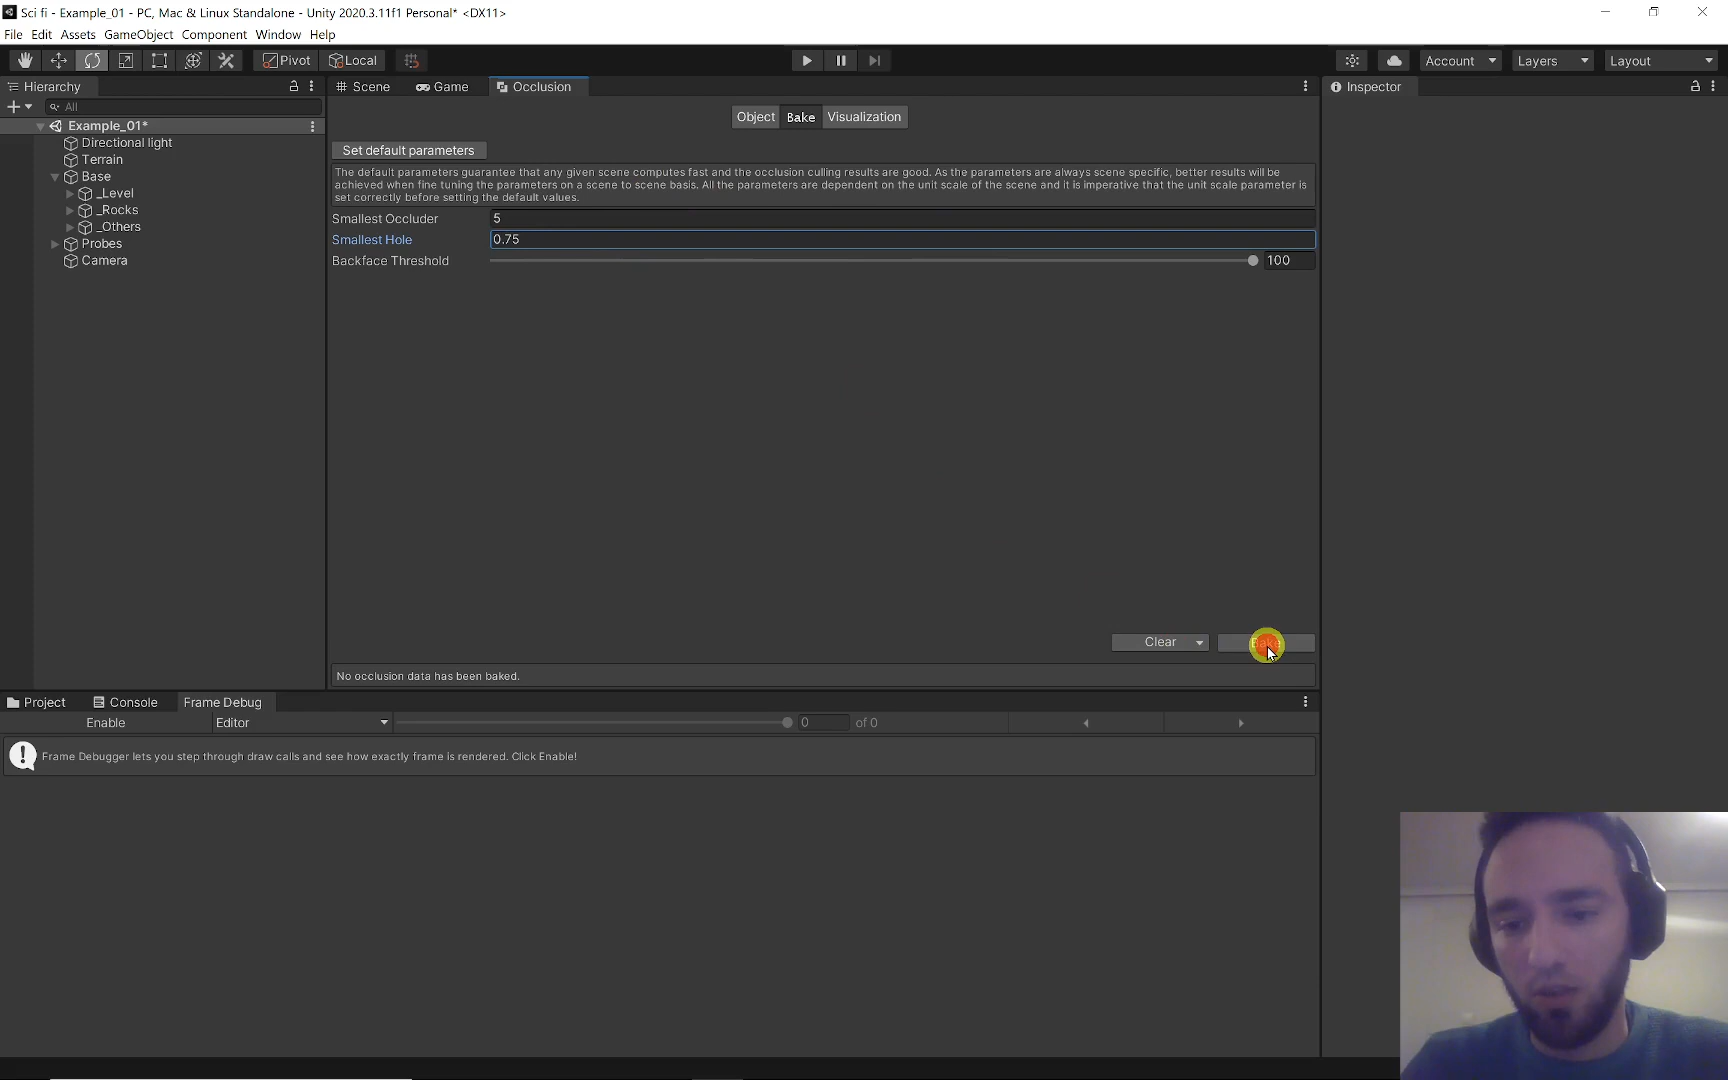 Sci fi - Example_01 - PC, Mac & Linux Standalone - Unity 2020.3.11f1 Personal* <DX11>
File Edit Assets GameObject Component Window Help
Pivot Local Account Layers Layout
Hierarchy Scene Game Occlusion Inspector
All
Object Bake Visualization
Example_01*
Directional light
Terrain
Base
_Level
_Rocks
_Others
Probes
Camera
Set default parameters
The default parameters guarantee that any given scene computes fast and the occlusion culling results are good. As the parameters are always scene specific, better results will be
achieved when fine tuning the parameters on a scene to scene basis. All the parameters are dependent on the unit scale of the scene and it is imperative that the unit scale parameter is
set correctly before setting the default values.
Smallest Occluder 5
Smallest Hole 0.75
Backface Threshold 100
Clear Bake
No occlusion data has been baked.
Project Console Frame Debug
Enable Editor 0 of 0
Frame Debugger lets you step through draw calls and see how exactly frame is rendered. Click Enable!